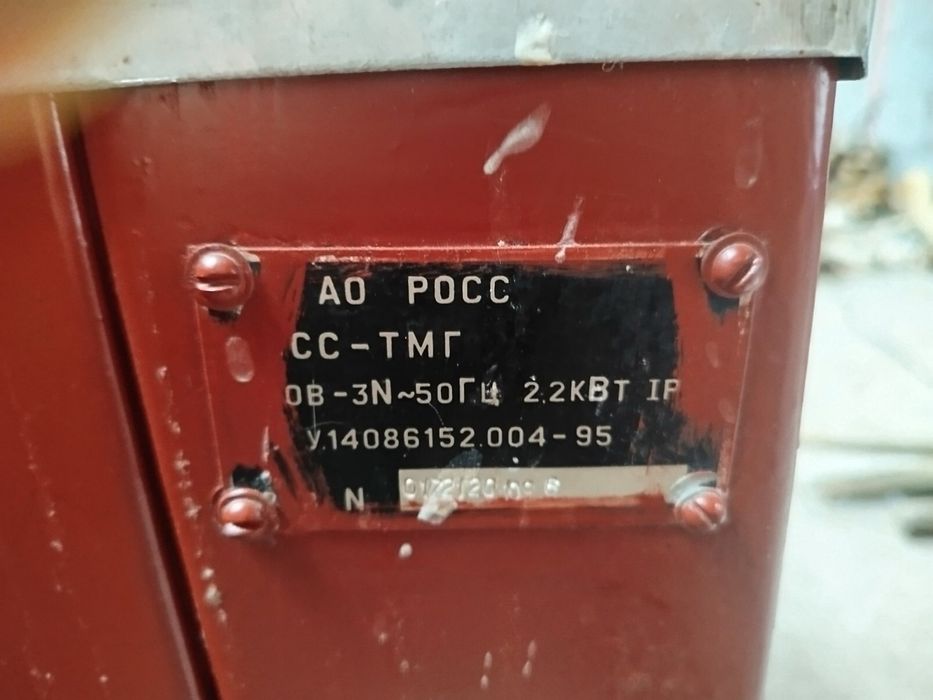 АО РОСС
СС-ТМГ
0В-3N~50ГЦ 2.2КВТ IP
У.14086152.004-95
N